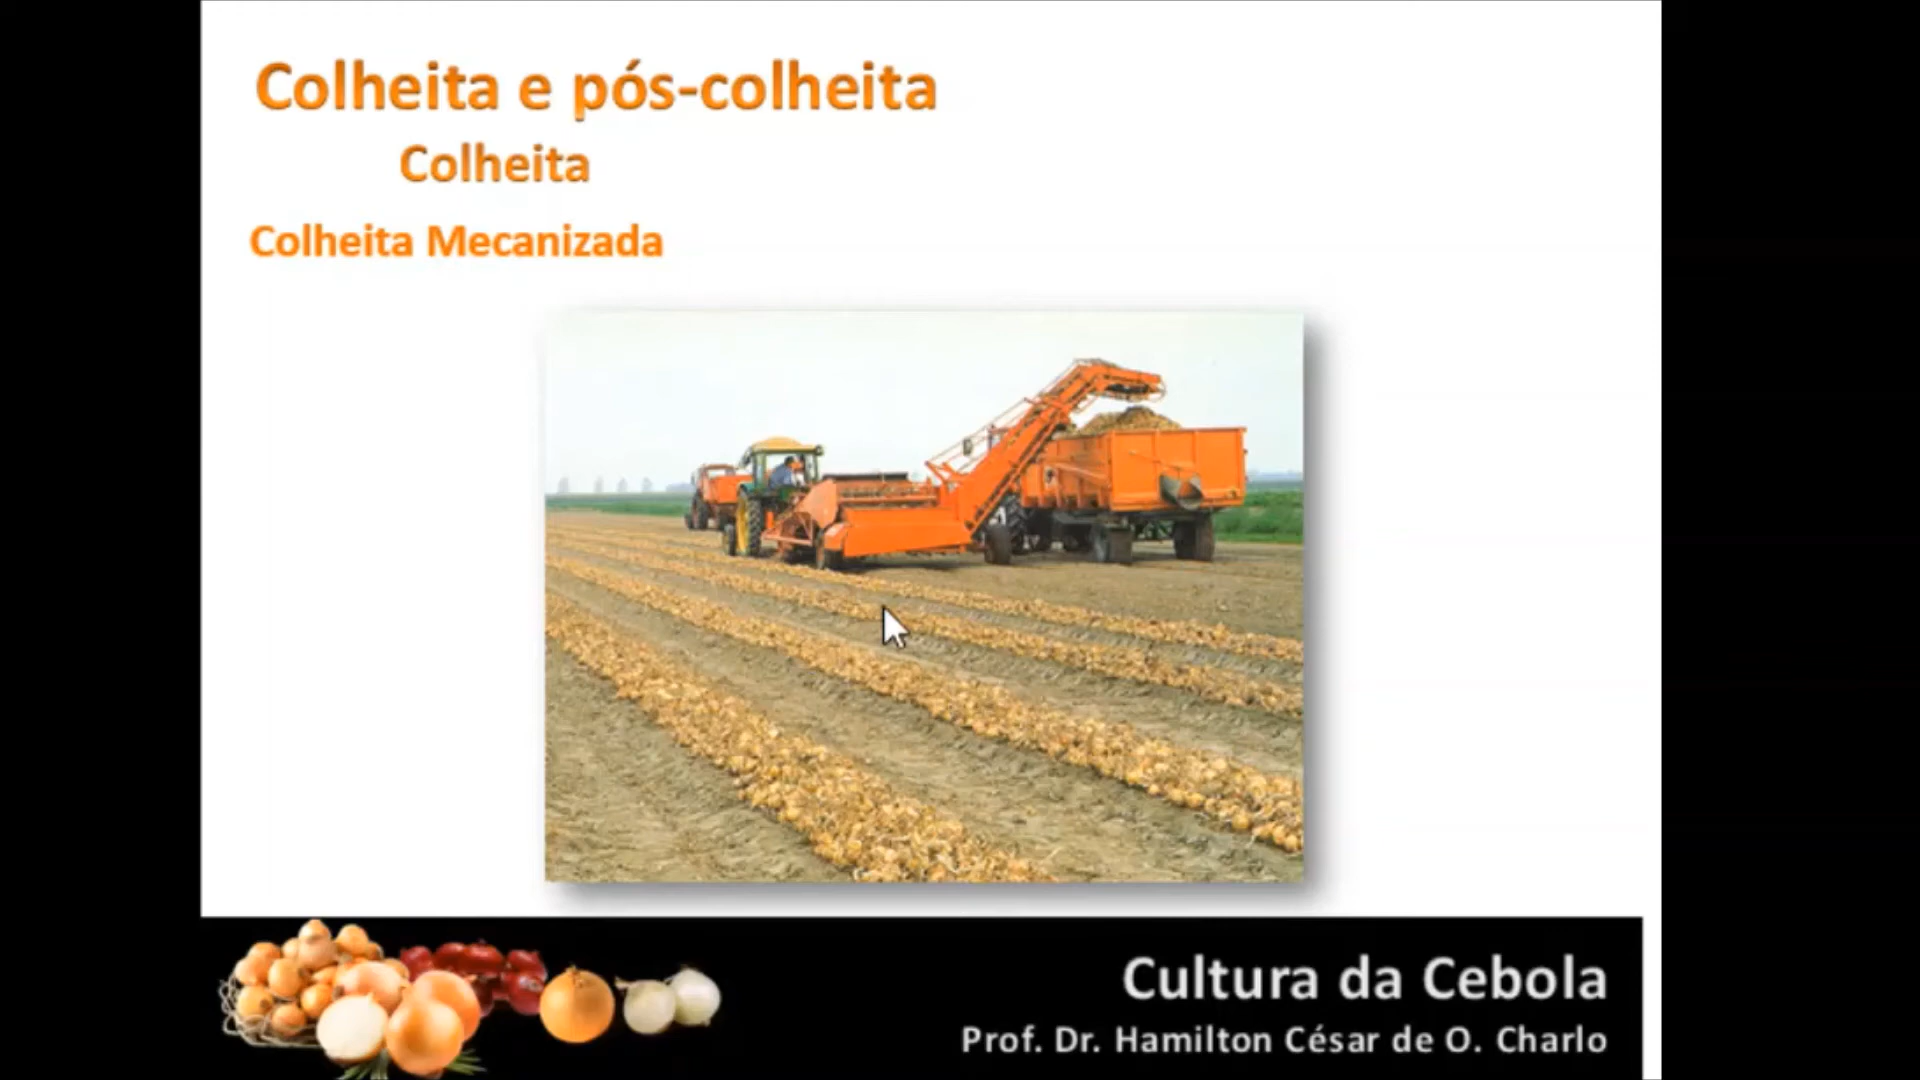 Colheita e pós-colheita
Colheita
Colheita Mecanizada
Cultura da Cebola
Prof. Dr. Hamilton César de O. Charlo